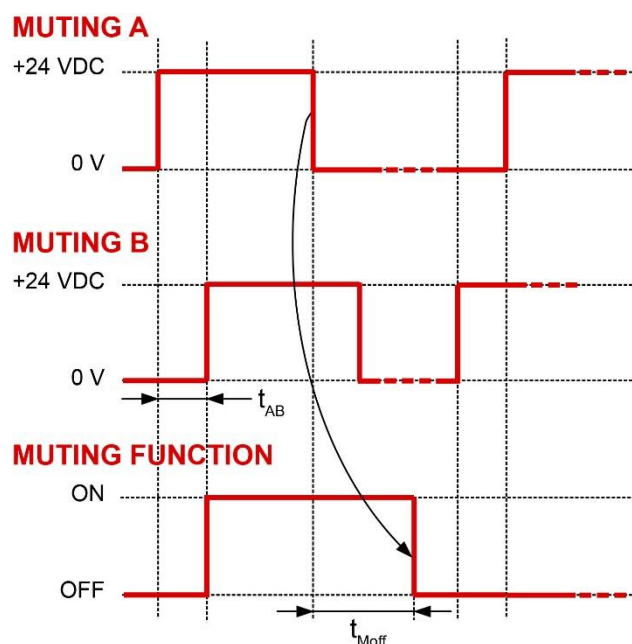 MUTING A
+24 VDC
0 V
MUTING B
+24 VDC
0 V
tAB
MUTING FUNCTION
ON
OFF
tMoff